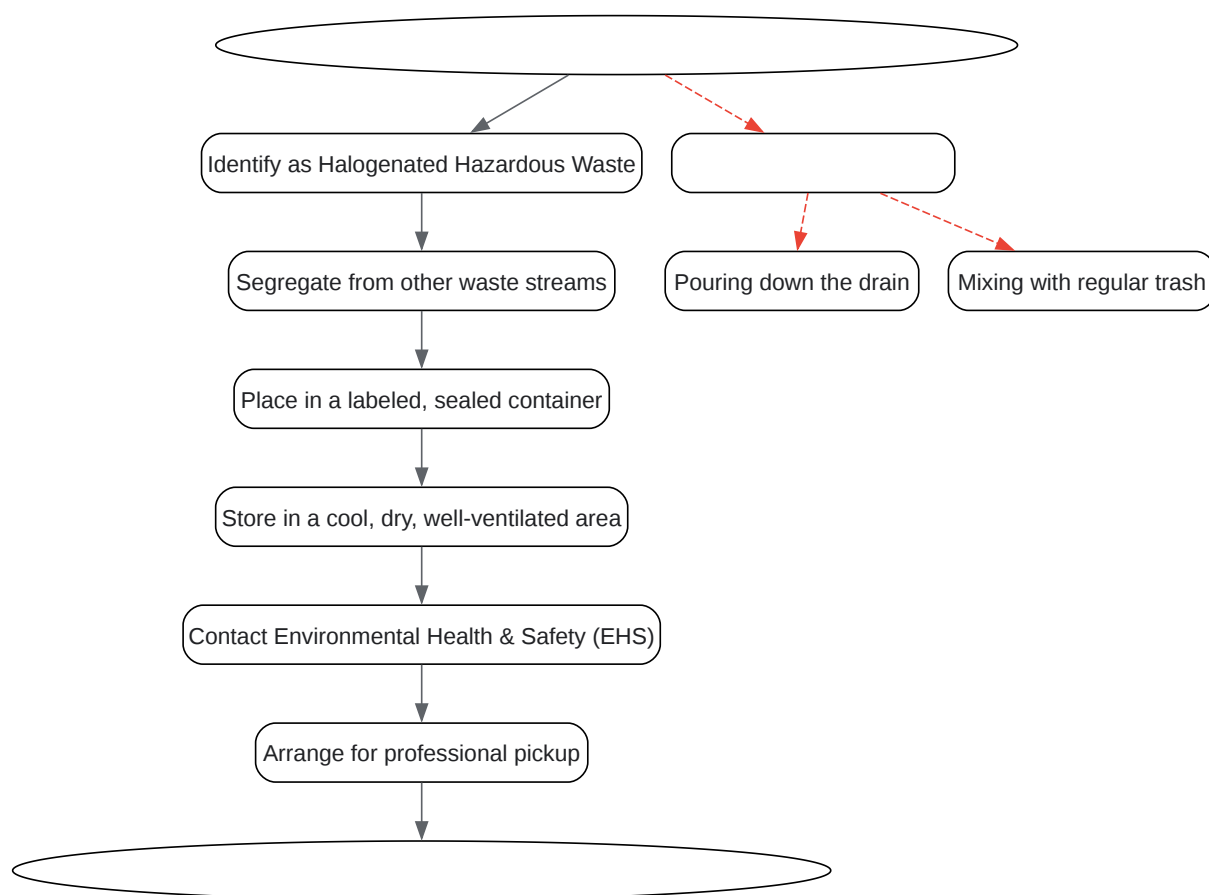 Identify as Halogenated Hazardous Waste
Segregate from other waste streams
Pouring down the drain
Mixing with regular trash
Place in a labeled, sealed container
Store in a cool, dry, well-ventilated area
Contact Environmental Health & Safety (EHS)
Arrange for professional pickup